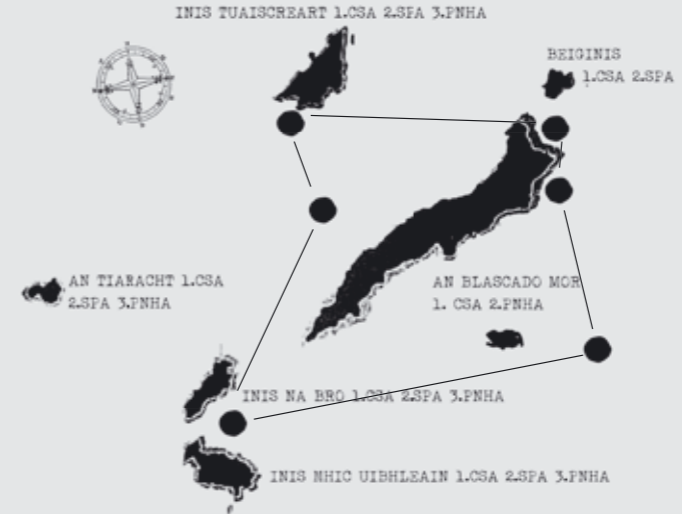 INIS TUAISCREART 1.CSA 2.SPA 3.PNHA
BEIGINIS
1.CSA 2.SPA
AN TIARACHT 1.CSA
2.SPA 3.PNHA
AN BLASCADO MOR
1. CSA 2.PNHA
INIS NA BRO 1.CSA 2.SPA 3.PNHA
INIS MHIC UIBHLEAIN 1.CSA 2.SPA 3.PNHA